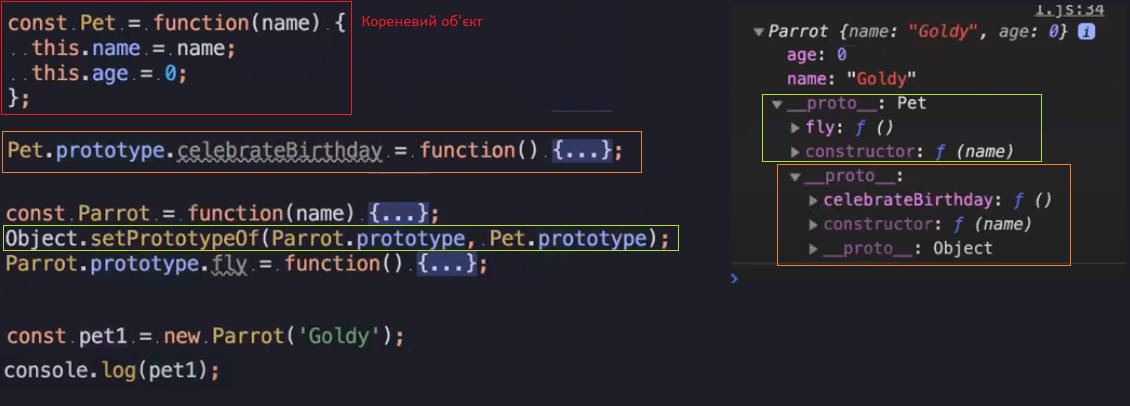 const Pet = function(name) {
Кореневий об'єкт
this.name = name;
this.age = 0;
};
Pet.prototype.celebrateBirthday = function() {...};
const Parrot = function(name) {...};
Object.setPrototypeOf(Parrot.prototype, Pet.prototype);
Parrot.prototype.fly = function() {...};
const pet1 = new Parrot('Goldy');
console.log(pet1);
1.js:34
▼Parrot {name: "Goldy", age: 0} i
age: 0
name: "Goldy"
▼__proto__: Pet
▶fly: ƒ ()
▶constructor: ƒ (name)
▼__proto__:
▶celebrateBirthday: ƒ ()
▶constructor: ƒ (name)
▶__proto__: Object